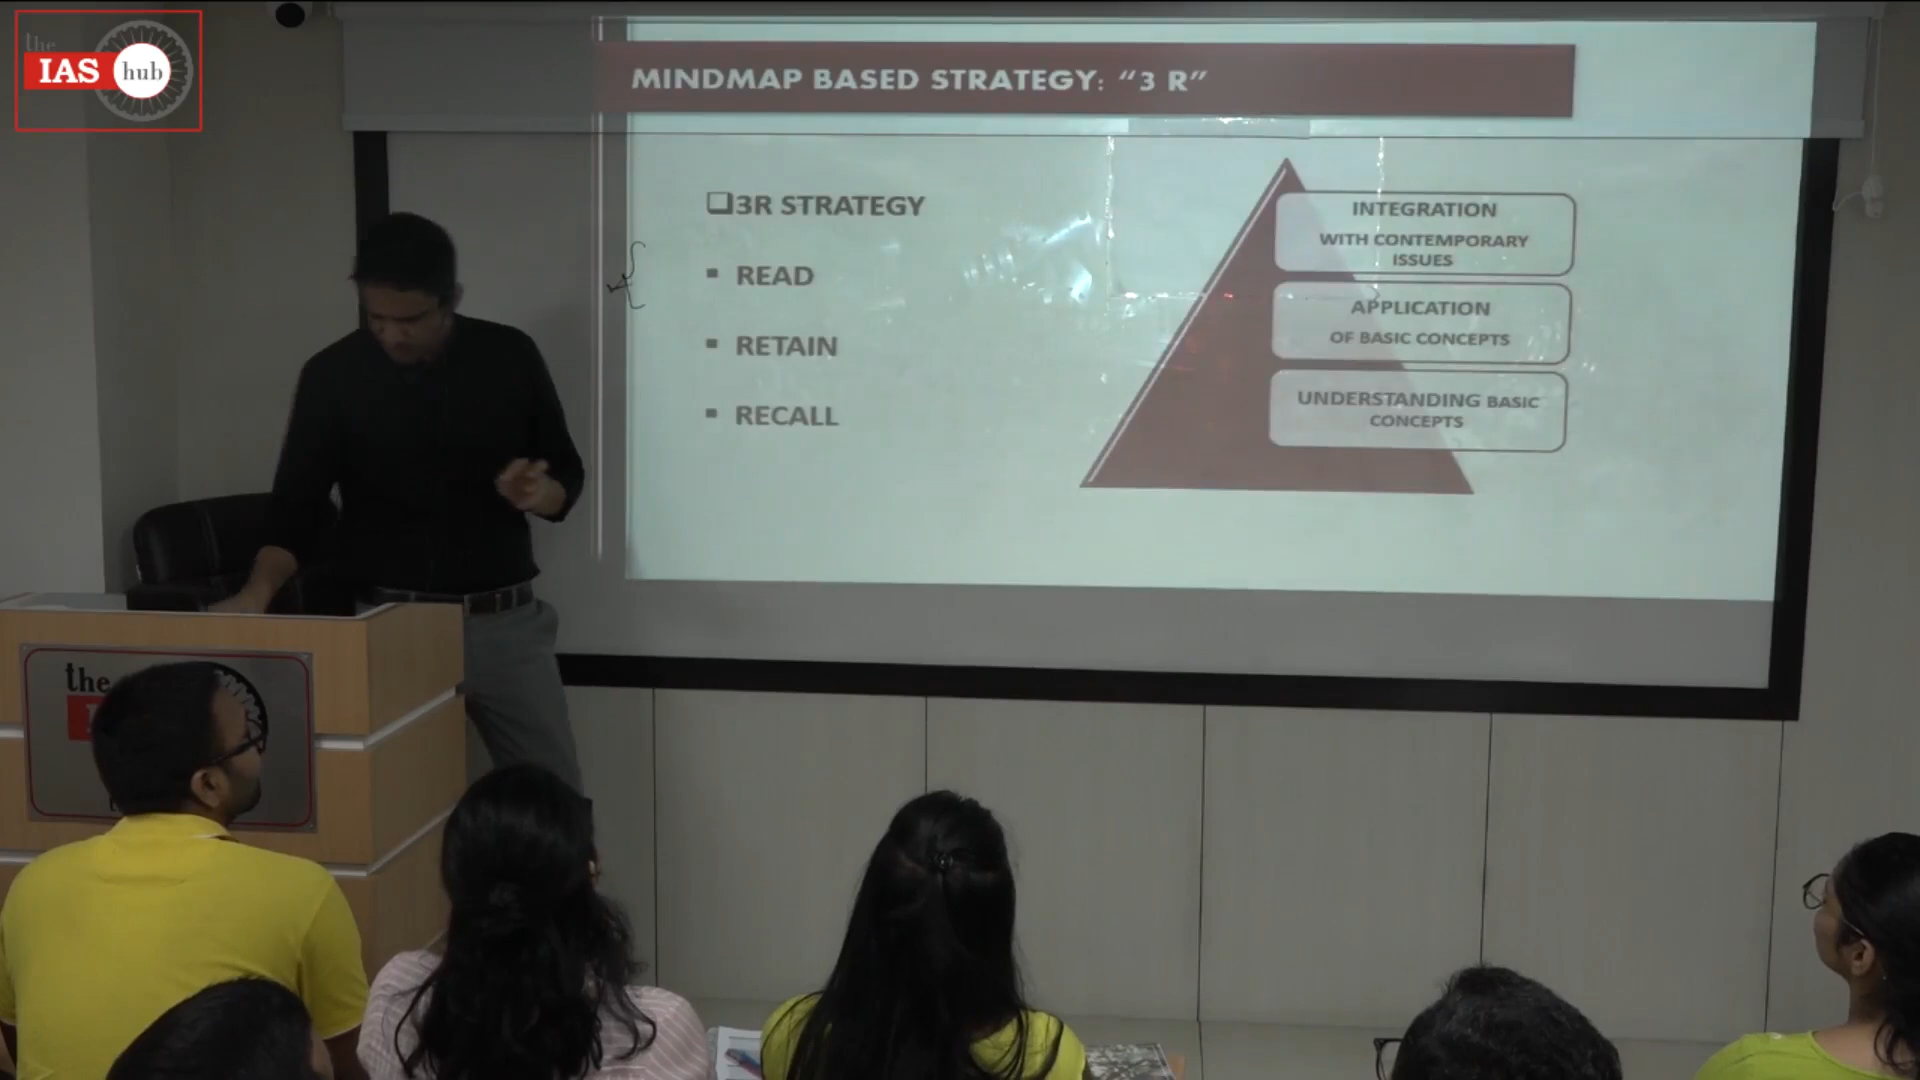 the
IAS hub
MINDMAP BASED STRATEGY: "3 R"
3R STRATEGY
READ
RETAIN
RECALL
INTEGRATION
WITH CONTEMPORARY
ISSUES
APPLICATION
OF BASIC CONCEPTS
UNDERSTANDING BASIC
CONCEPTS
the